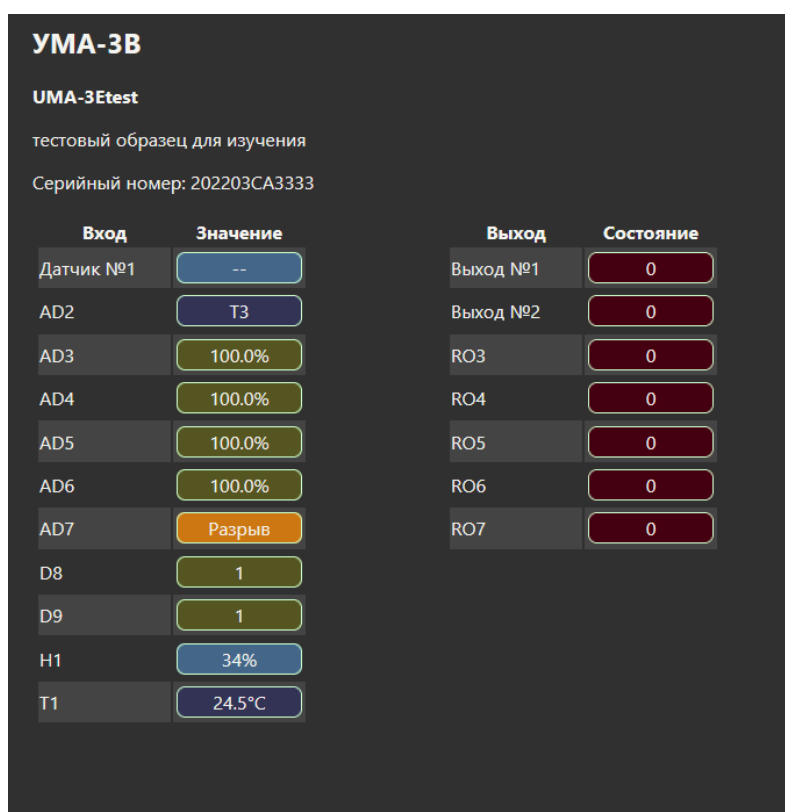 УМА-3В
UMA-3Etest
тестовый образец для изучения
Серийный номер: 202203CA3333
Вход Значение Выход Состояние
Датчик №1 -- Выход №1 0
AD2 T3 Выход №2 0
AD3 100.0% RO3 0
AD4 100.0% RO4 0
AD5 100.0% RO5 0
AD6 100.0% RO6 0
AD7 Разрыв RO7 0
D8 1
D9 1
H1 34%
T1 24.5°C